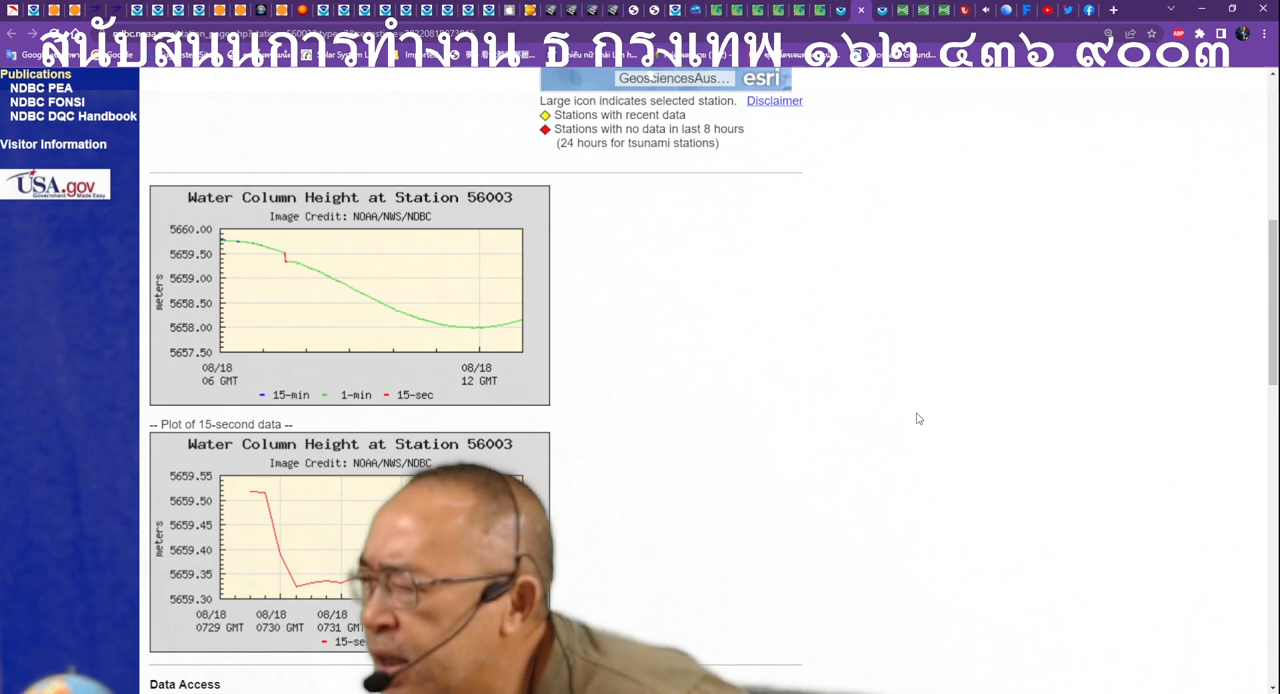 สนับสนุนการทำงาน ธ.กรุงเทพ ๑๖๒ ๔๓๖ ๙๐๐๓
Publications
NDBC PEA
NDBC FONSI
NDBC DQC Handbook
Visitor Information
USA.gov
Government Made Easy
GeosciencesAus... esri
Large icon indicates selected station. Disclaimer
Stations with recent data
Stations with no data in last 8 hours
(24 hours for tsunami stations)
Water Column Height at Station 56003
Image Credit: NOAA/NWS/NDBC
5660.00
5659.50
5659.00
5658.50
5658.00
5657.50
meters
08/18 08/18
06 GMT 12 GMT
15-min 1-min 15-sec
-- Plot of 15-second data --
Water Column Height at Station 56003
Image Credit: NOAA/NWS/NDBC
5659.55
5659.50
5659.45
5659.40
5659.35
5659.30
meters
08/18 08/18 08/18
0729 GMT 0730 GMT 0731 GMT
Data Access